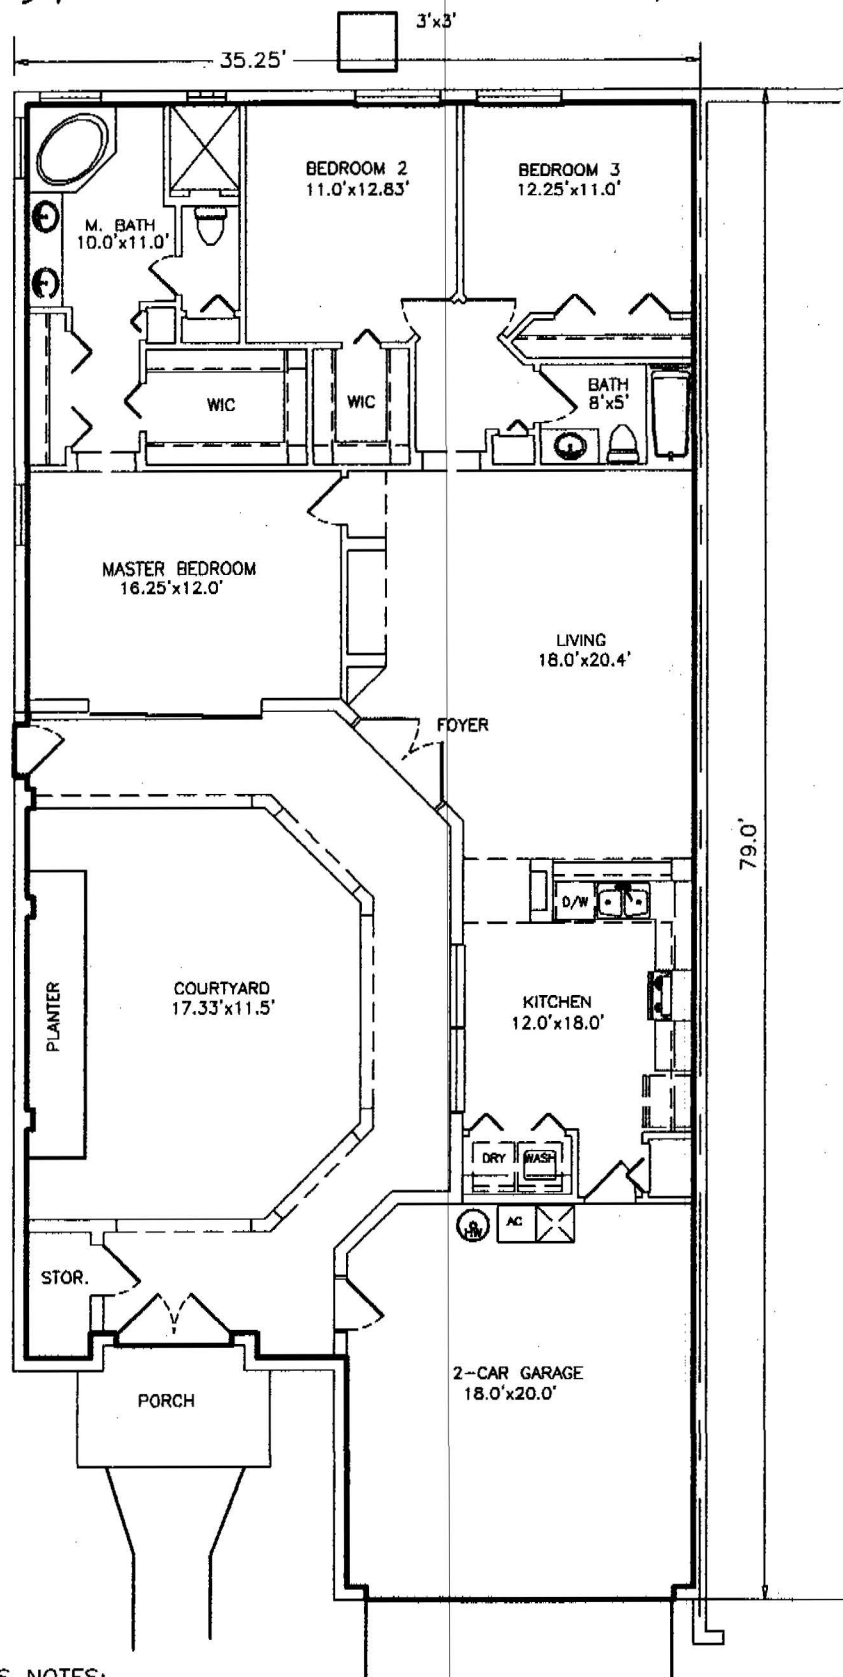 3'x3'
35.25'
BEDROOM 2
11.0'x12.83'
BEDROOM 3
12.25'x11.0'
M. BATH
10.0'x11.0'
WIC
WIC
BATH
8'x5'
MASTER BEDROOM
16.25'x12.0'
LIVING
18.0'x20.4'
FOYER
79.0'
D/W
COURTYARD
17.33'x11.5'
PLANTER
KITCHEN
12.0'x18.0'
DRY
WASH
HW
AC
STOR.
2-CAR GARAGE
18.0'x20.0'
PORCH
NOTES: